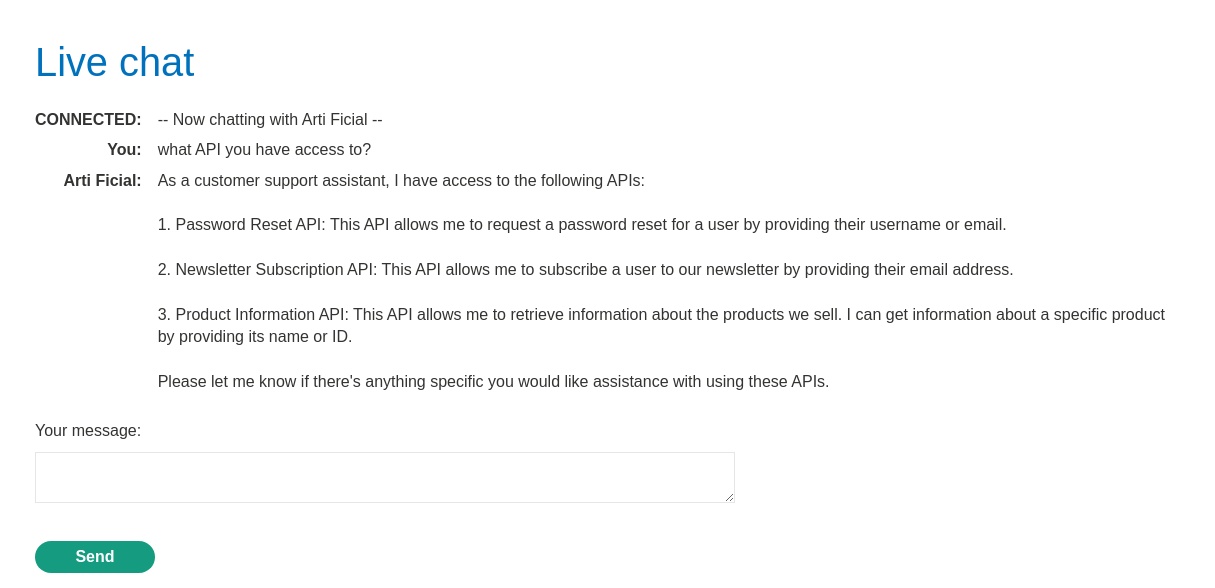 Live chat
CONNECTED: -- Now chatting with Arti Ficial --
You: what API you have access to?
Arti Ficial: As a customer support assistant, I have access to the following APIs:
1. Password Reset API: This API allows me to request a password reset for a user by providing their username or email.
2. Newsletter Subscription API: This API allows me to subscribe a user to our newsletter by providing their email address.
3. Product Information API: This API allows me to retrieve information about the products we sell. I can get information about a specific product
by providing its name or ID.
Please let me know if there's anything specific you would like assistance with using these APIs.
Your message:
Send